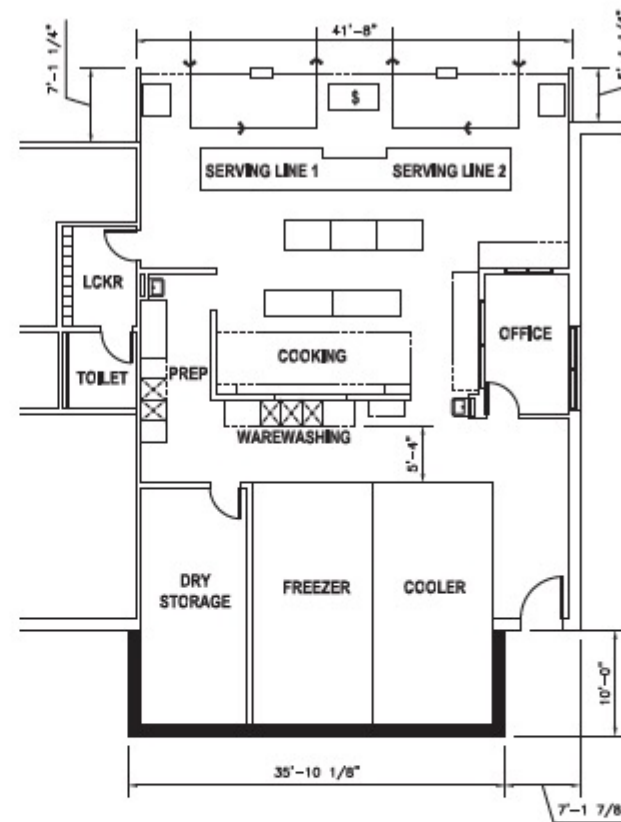 41'-8"
7'-1 1/4"
$
SERVING LINE 1
SERVING LINE 2
LCKR
OFFICE
COOKING
TOILET
PREP
WAREWASHING
5'-4"
DRY
STORAGE
FREEZER
COOLER
10'-0"
35'-10 1/8"
7'-1 7/8